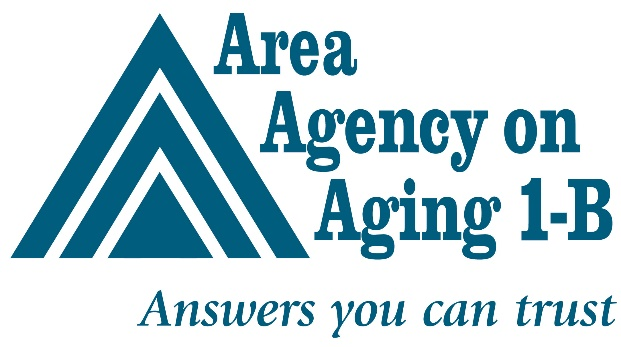 Area
Agency on
Aging 1-B
Answers you can trust